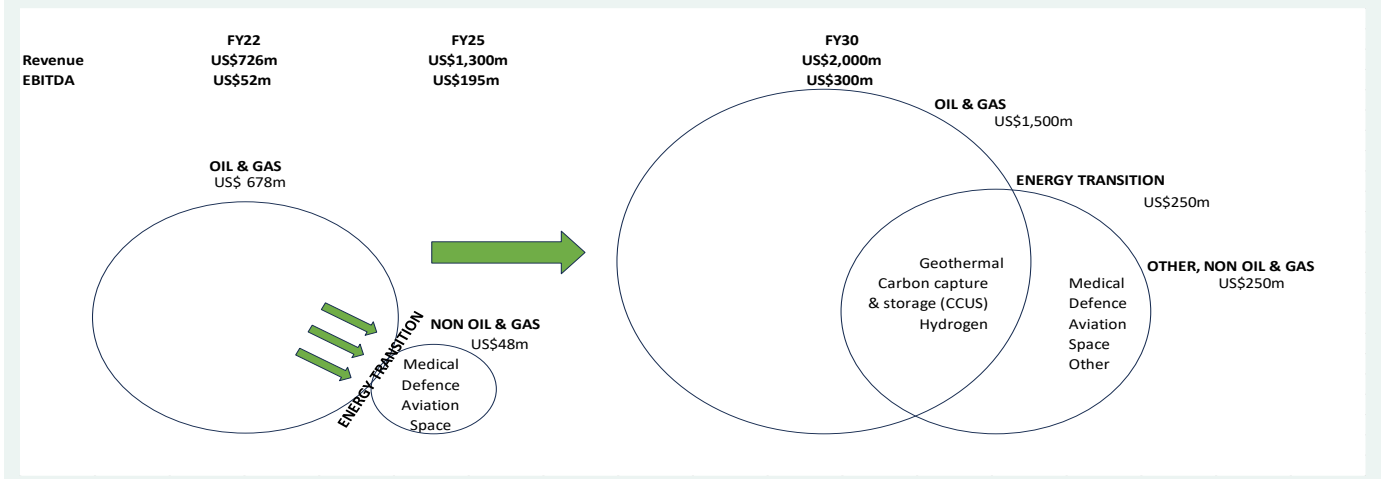 FY22 FY25 FY30
Revenue US$726m US$1,300m US$2,000m
EBITDA US$52m US$195m US$300m
OIL & GAS
US$ 678m
ENERGY TRANSITION
NON OIL & GAS
US$48m
Medical
Defence
Aviation
Space
OIL & GAS
US$1,500m
ENERGY TRANSITION
US$250m
Geothermal
Carbon capture
& storage (CCUS)
Hydrogen
OTHER, NON OIL & GAS
US$250m
Medical
Defence
Aviation
Space
Other